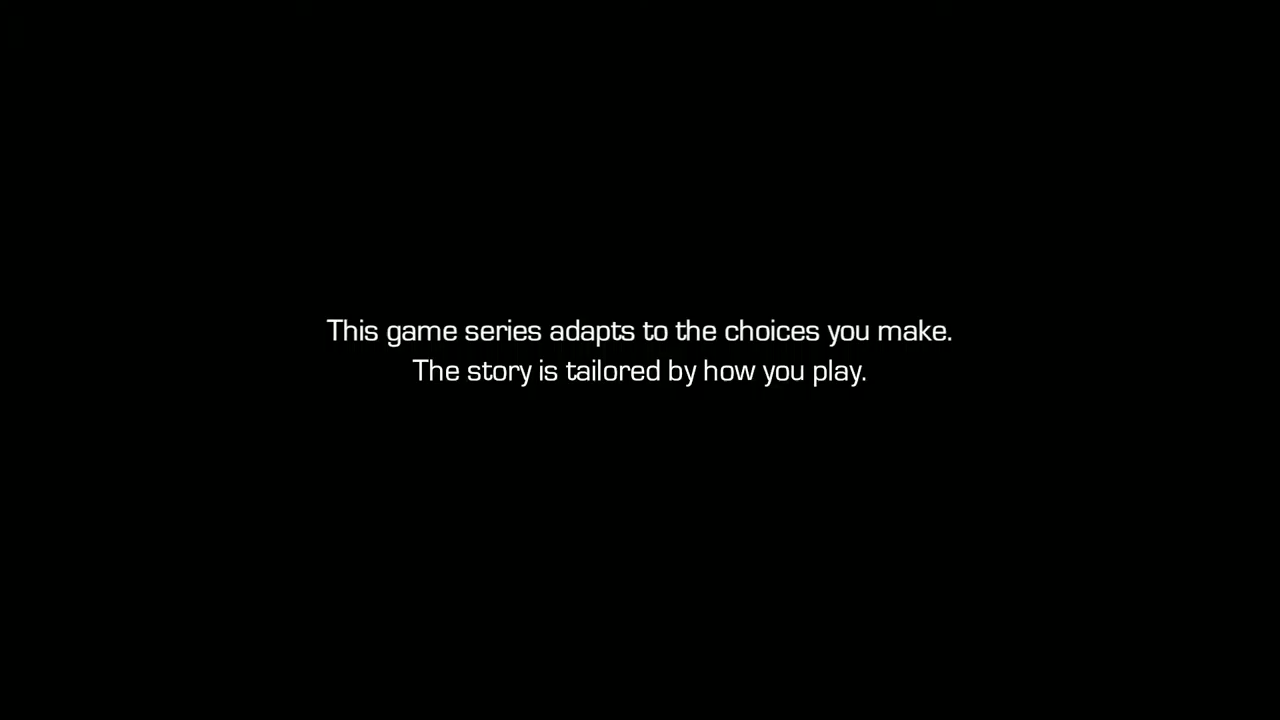 This game series adapts to the choices you make.
The story is tailored by how you play.